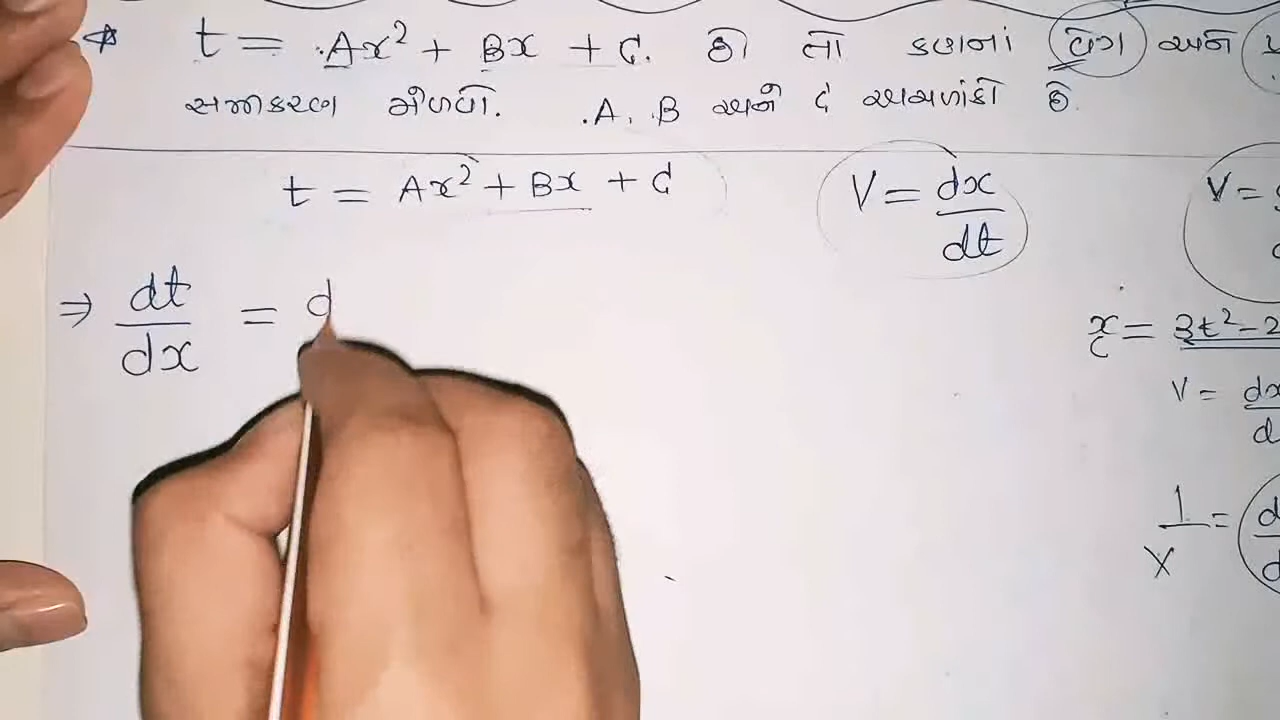 t = Ax² + Bx + C. હો તો કણનાં વેગ અને
સમીકરણ મેળવો. A, B અને C અચળાંકો છે.
t = Ax² + Bx + C V = dx/dt V =
⇒ dt/dx = d
x = 3t² - 2
V = dx/d
1/V = d/d